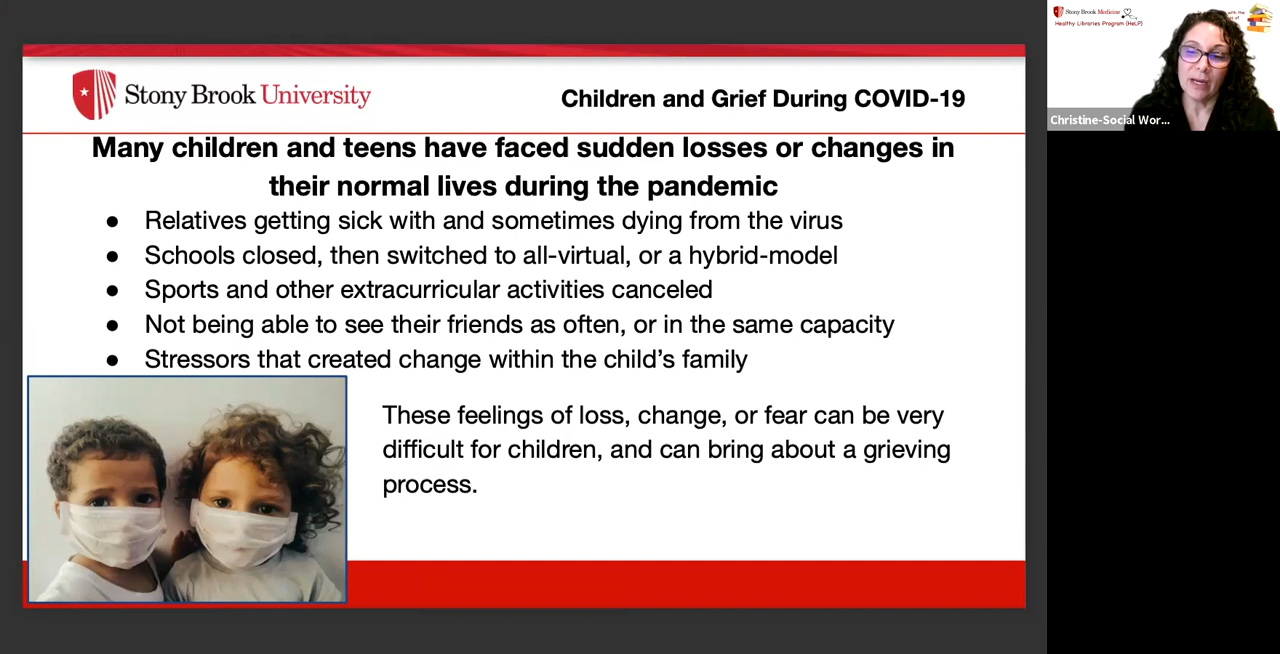 Stony Brook University
Children and Grief During COVID-19
Many children and teens have faced sudden losses or changes in
their normal lives during the pandemic
● Relatives getting sick with and sometimes dying from the virus
● Schools closed, then switched to all-virtual, or a hybrid-model
● Sports and other extracurricular activities canceled
● Not being able to see their friends as often, or in the same capacity
● Stressors that created change within the child’s family
These feelings of loss, change, or fear can be very
difficult for children, and can bring about a grieving
process.
Stony Brook Medicine
Healthy Libraries Program (HeLP)
with the
of
Christine-Social Wor...